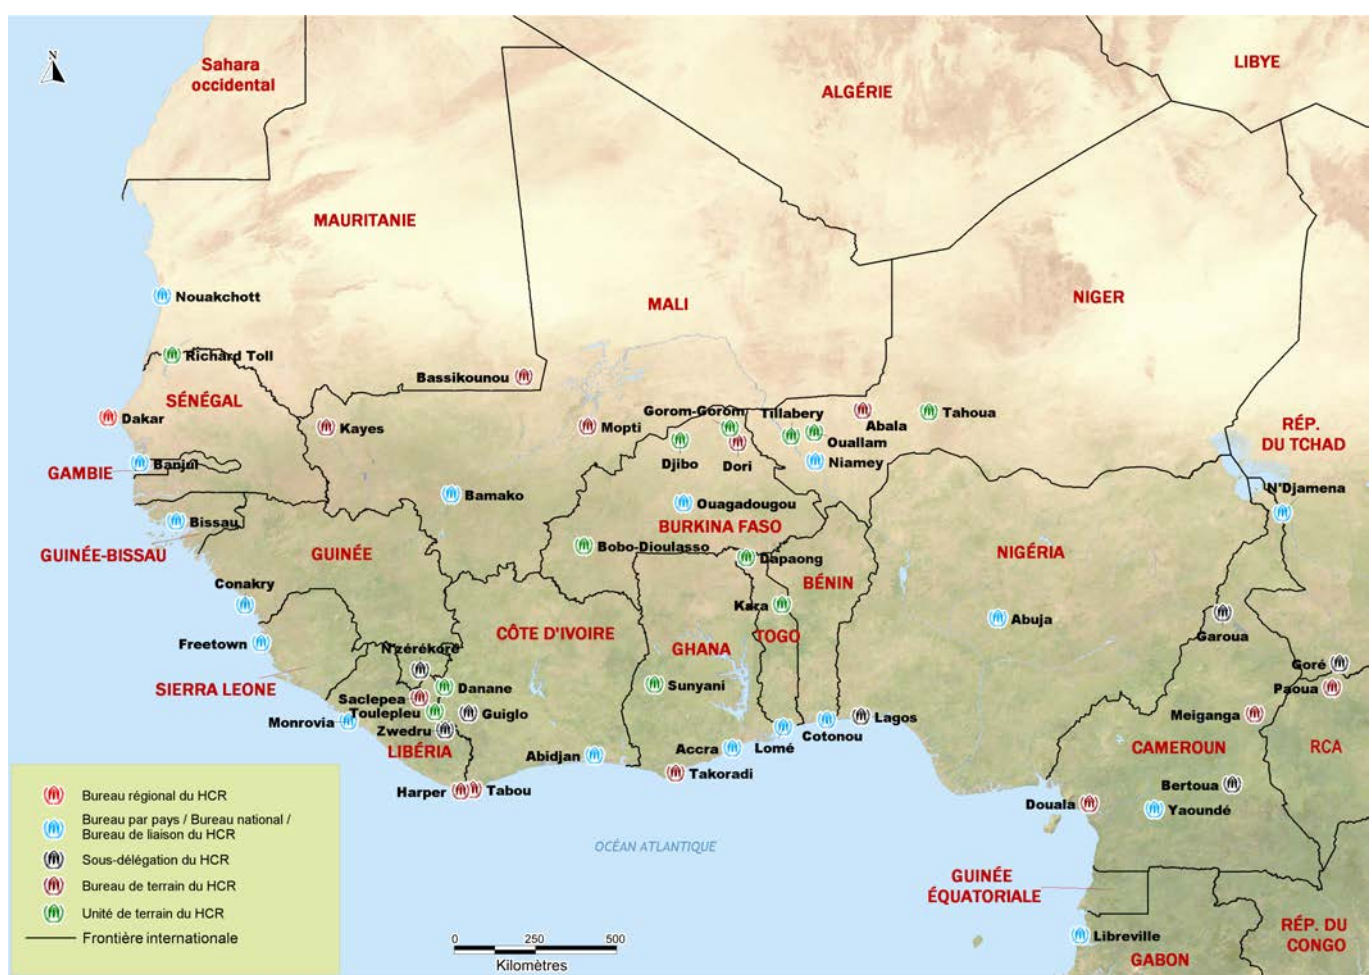 N
Sahara
occidental
ALGÉRIE
LIBYE
MAURITANIE
MALI
NIGER
Nouakchott
Richard Toll
Bassikounou
SÉNÉGAL
Dakar
Kayes
Mopti
Gorom-Gorom
Tillabery
Abala
Tahoua
Ouallam
Djibo
Dori
Niamey
RÉP.
DU TCHAD
GAMBIE
Banjul
Bamako
Ouagadougou
BURKINA FASO
N'Djamena
Bissau
GUINÉE-BISSAU
GUINÉE
Bobo-Dioulasso
Dapaong
BÉNIN
NIGÉRIA
Conakry
Kara
Abuja
Garoua
Freetown
CÔTE D'IVOIRE
GHANA
TOGO
N'zérékoré
SIERRA LEONE
Saclepea
Danane
Sunyani
Goré
Paoua
Toulepleu
Guiglo
Monrovia
Zwedru
LIBÉRIA
Lagos
Meiganga
Abidjan
Accra
Lomé
Cotonou
CAMEROUN
RCA
Takoradi
Harper
Tabou
Bertoua
Douala
Yaoundé
OCÉAN ATLANTIQUE
GUINÉE
ÉQUATORIALE
Libreville
GABON
RÉP. DU
CONGO
Bureau régional du HCR
Bureau par pays / Bureau national /
Bureau de liaison du HCR
Sous-délégation du HCR
Bureau de terrain du HCR
Unité de terrain du HCR
Frontière internationale
0 250 500
Kilomètres